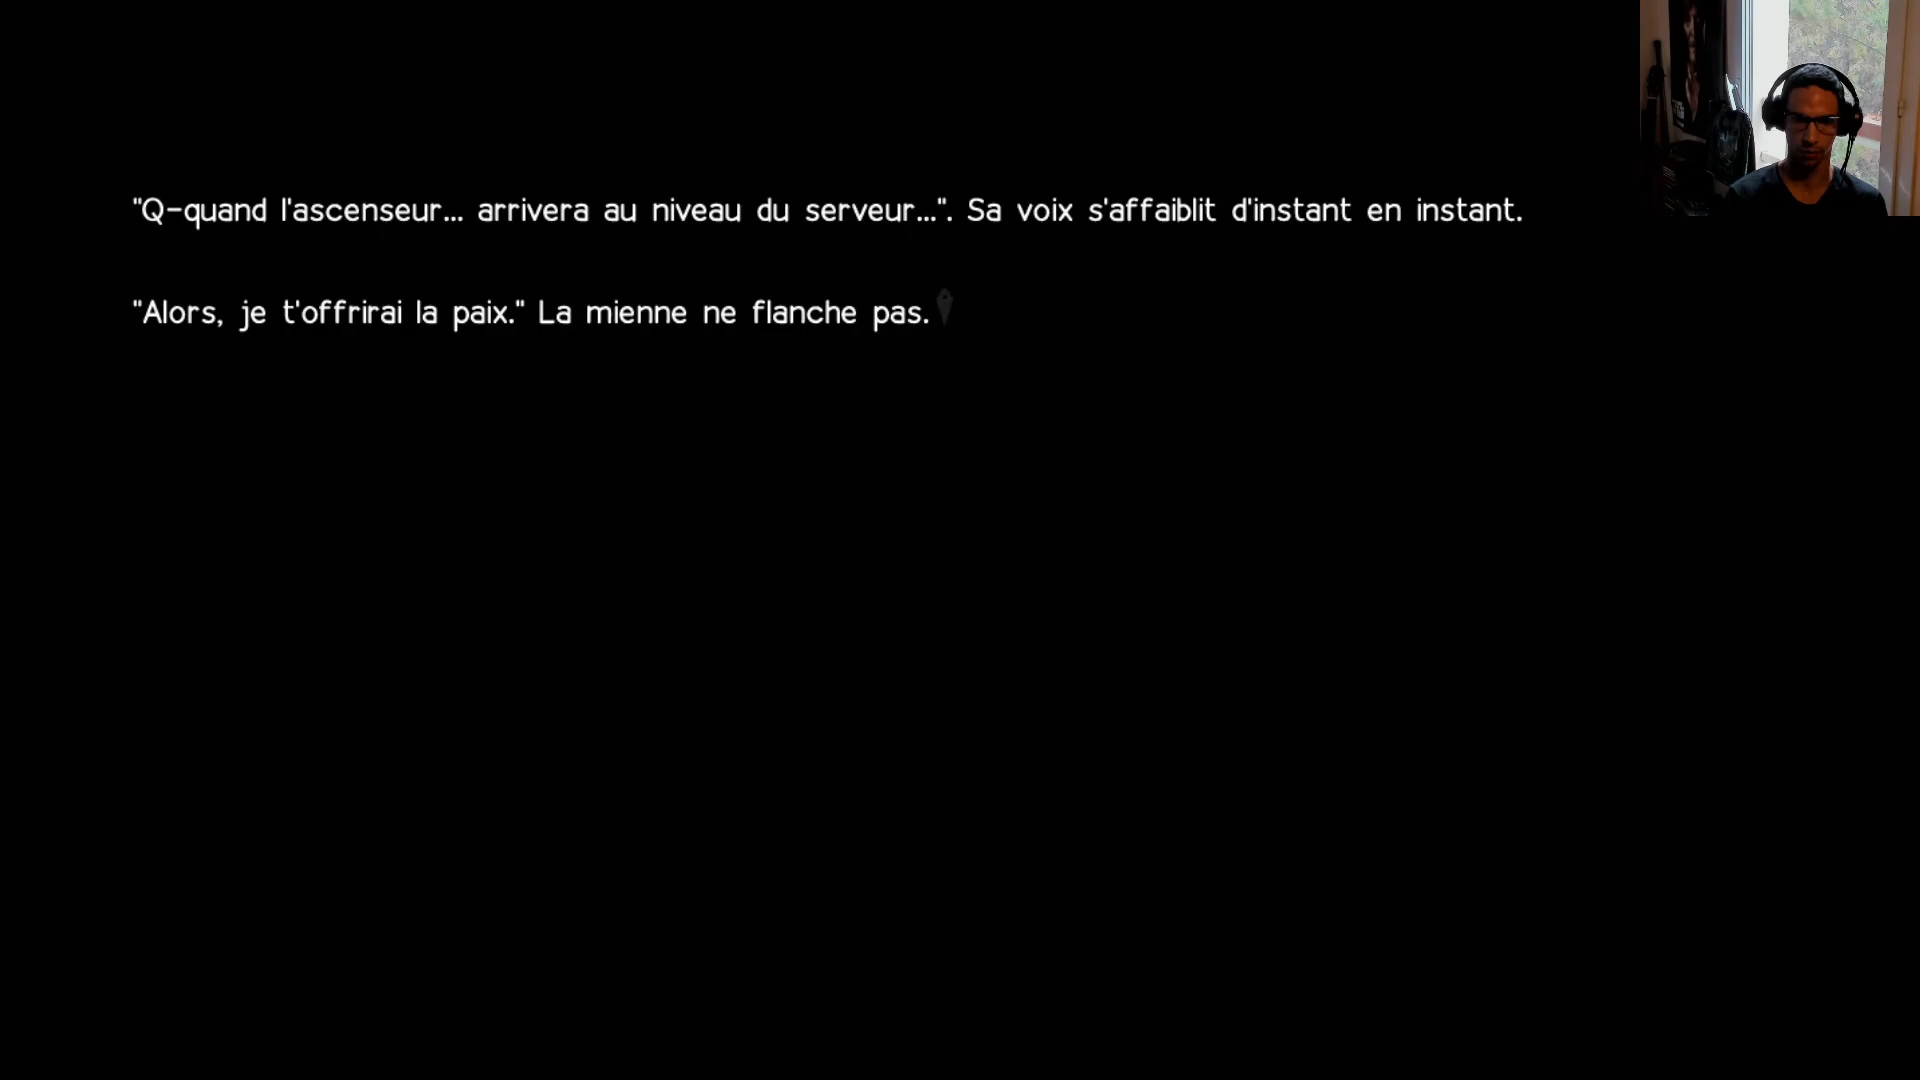 "Q-quand l'ascenseur... arrivera au niveau du serveur...". Sa voix s'affaiblit d'instant en instant.
"Alors, je t'offrirai la paix." La mienne ne flanche pas.